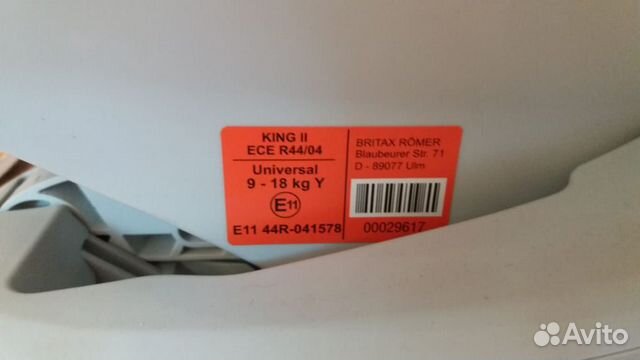 KING II
ECE R44/04
Universal
9 - 18 kg Y
E11
E11 44R-041578
BRITAX RÖMER
Blaubeurer Str. 71
D - 89077 Ulm
00029617
Avito